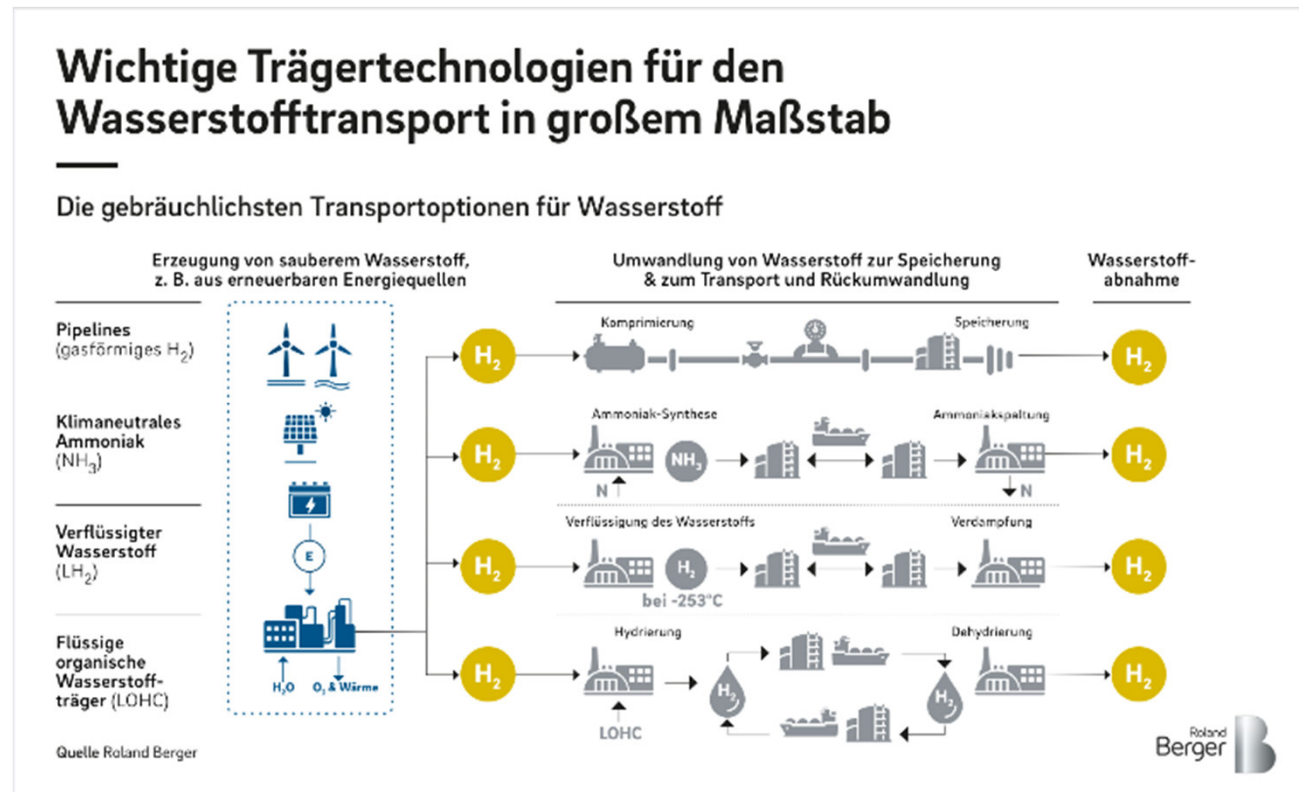 Wichtige Trägertechnologien für den
Wasserstofftransport in großem Maßstab
Die gebräuchlichsten Transportoptionen für Wasserstoff
Erzeugung von sauberem Wasserstoff,
z. B. aus erneuerbaren Energiequellen
Umwandlung von Wasserstoff zur Speicherung
& zum Transport und Rückumwandlung
Wasserstoff-
abnahme
Pipelines
(gasförmiges H₂)
H₂
Komprimierung
Speicherung
H₂
Klimaneutrales
Ammoniak
(NH₃)
H₂
Ammoniak-Synthese
NH₃
N
Ammoniakspaltung
N
H₂
Verflüssigter
Wasserstoff
(LH₂)
E
H₂
Verflüssigung des Wasserstoffs
H₂
bei -253°C
Verdampfung
H₂
Flüssige
organische
Wasserstoff-
träger (LOHC)
H₂O
O₂ & Wärme
H₂
Hydrierung
LOHC
H₂
H₂
Dehydrierung
H₂
Quelle Roland Berger
Roland
Berger
B